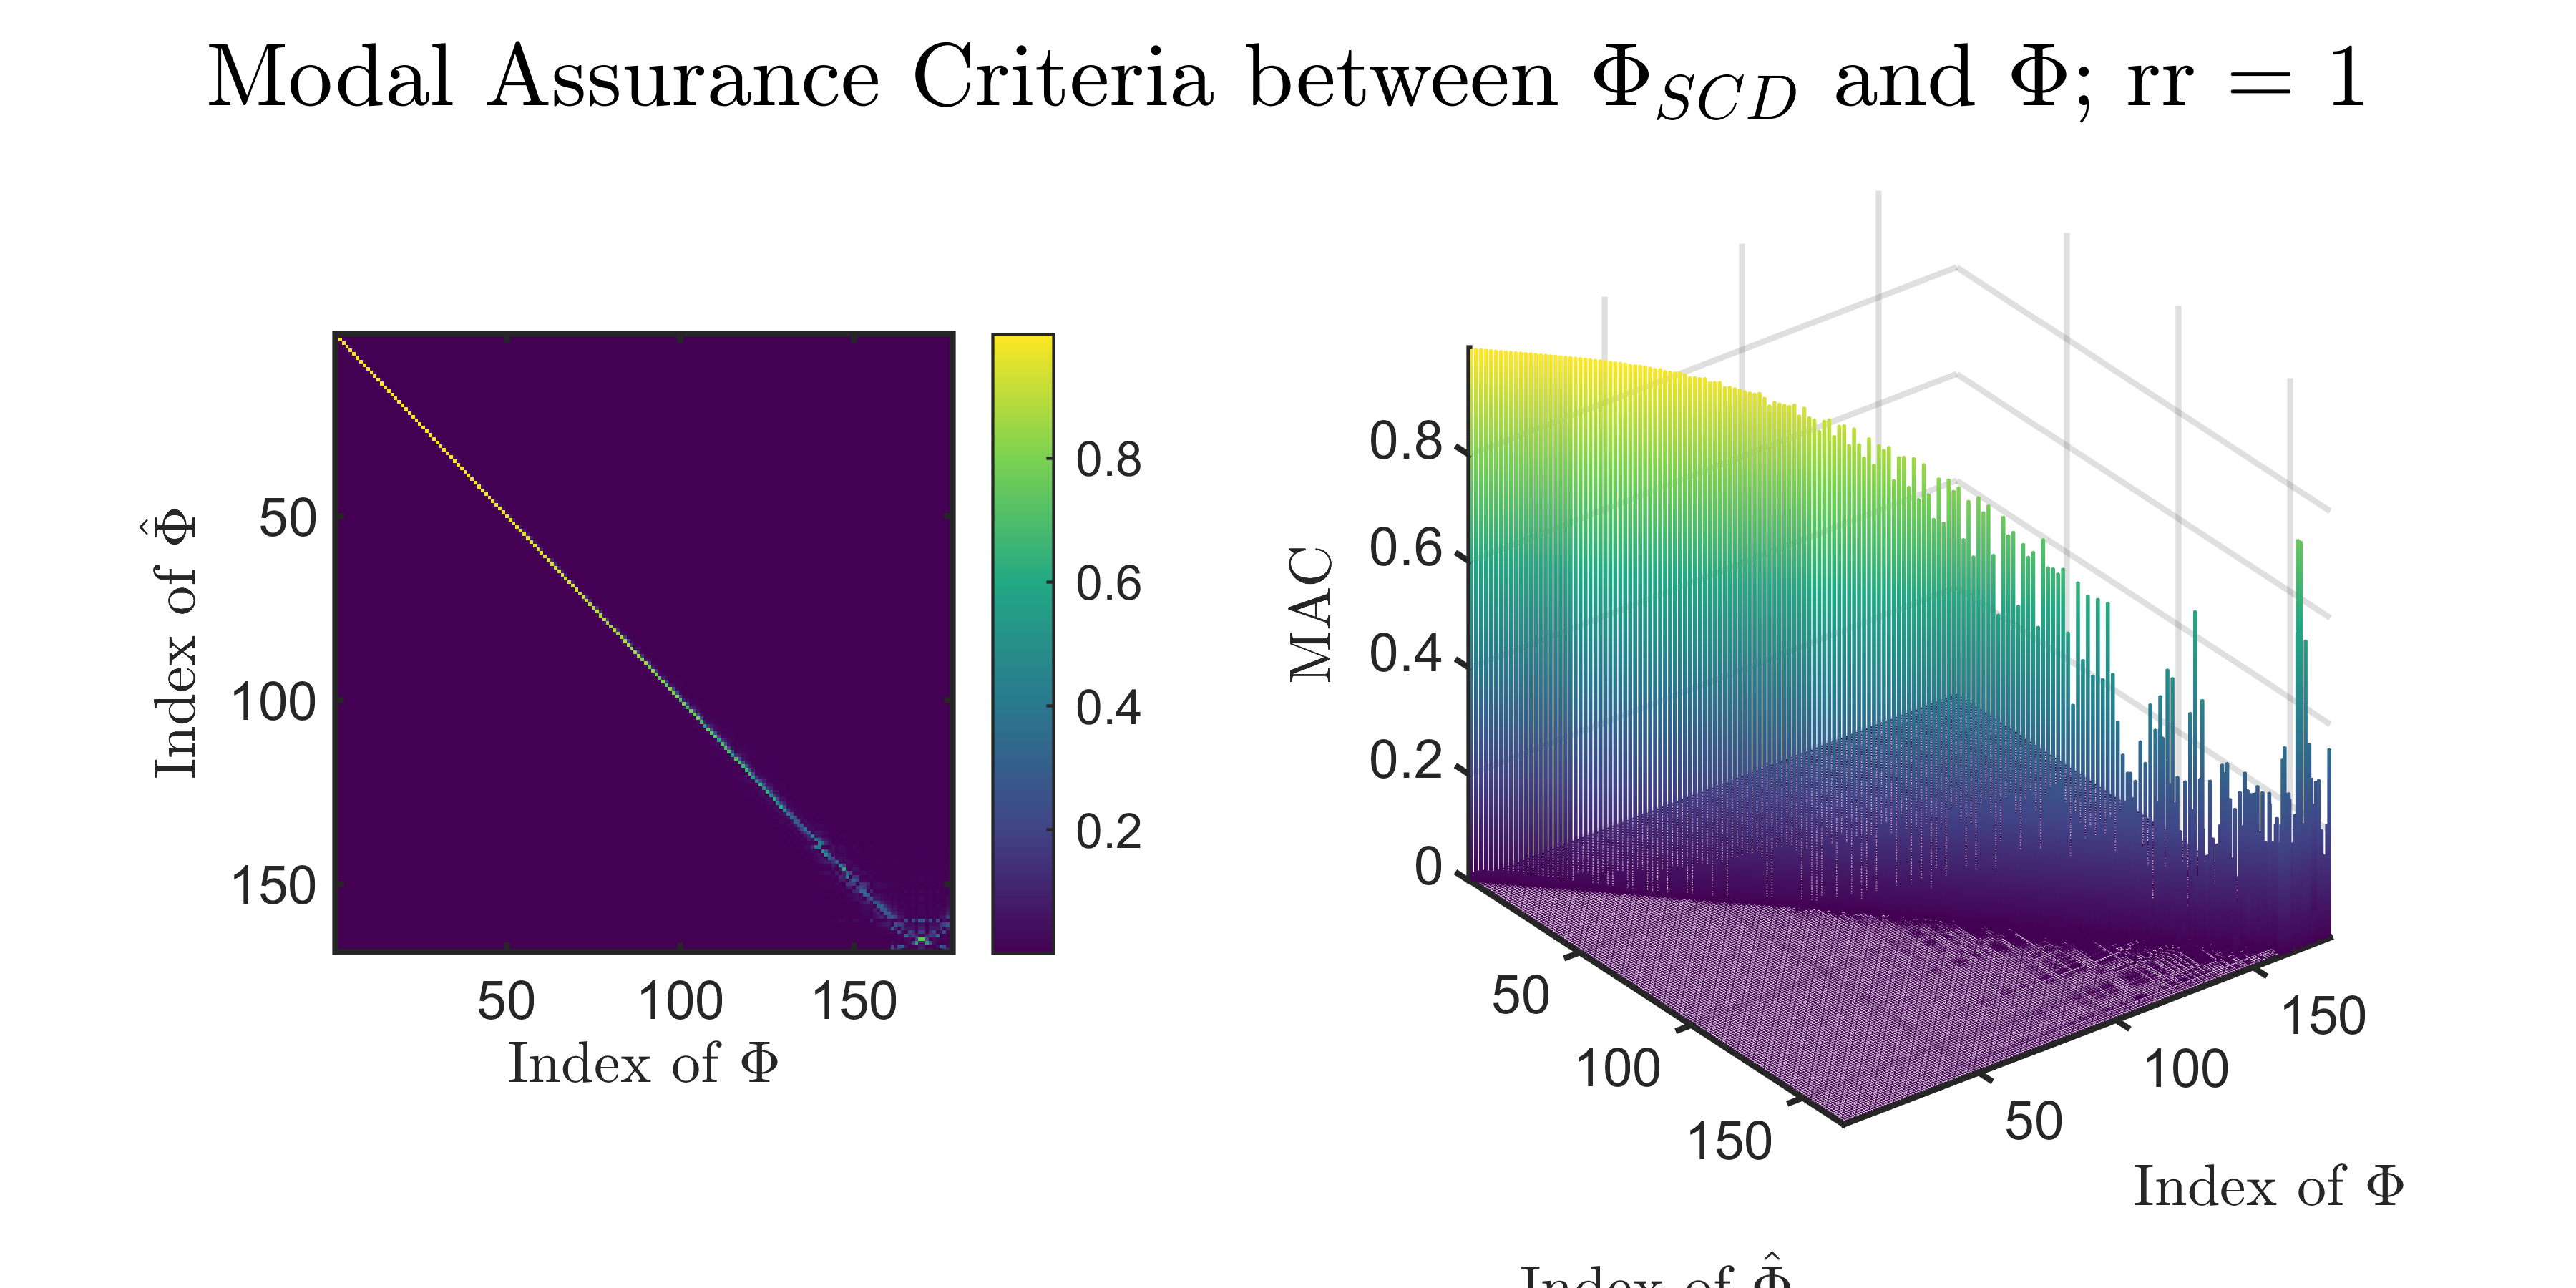 Modal Assurance Criteria between Φ_SCD and Φ; rr = 1
Index of Φ̂
50
100
150
50 100 150
Index of Φ
0.8
0.6
0.4
0.2
MAC
0.8
0.6
0.4
0.2
0
50
100
150
Index of Φ̂
50
100
150
Index of Φ